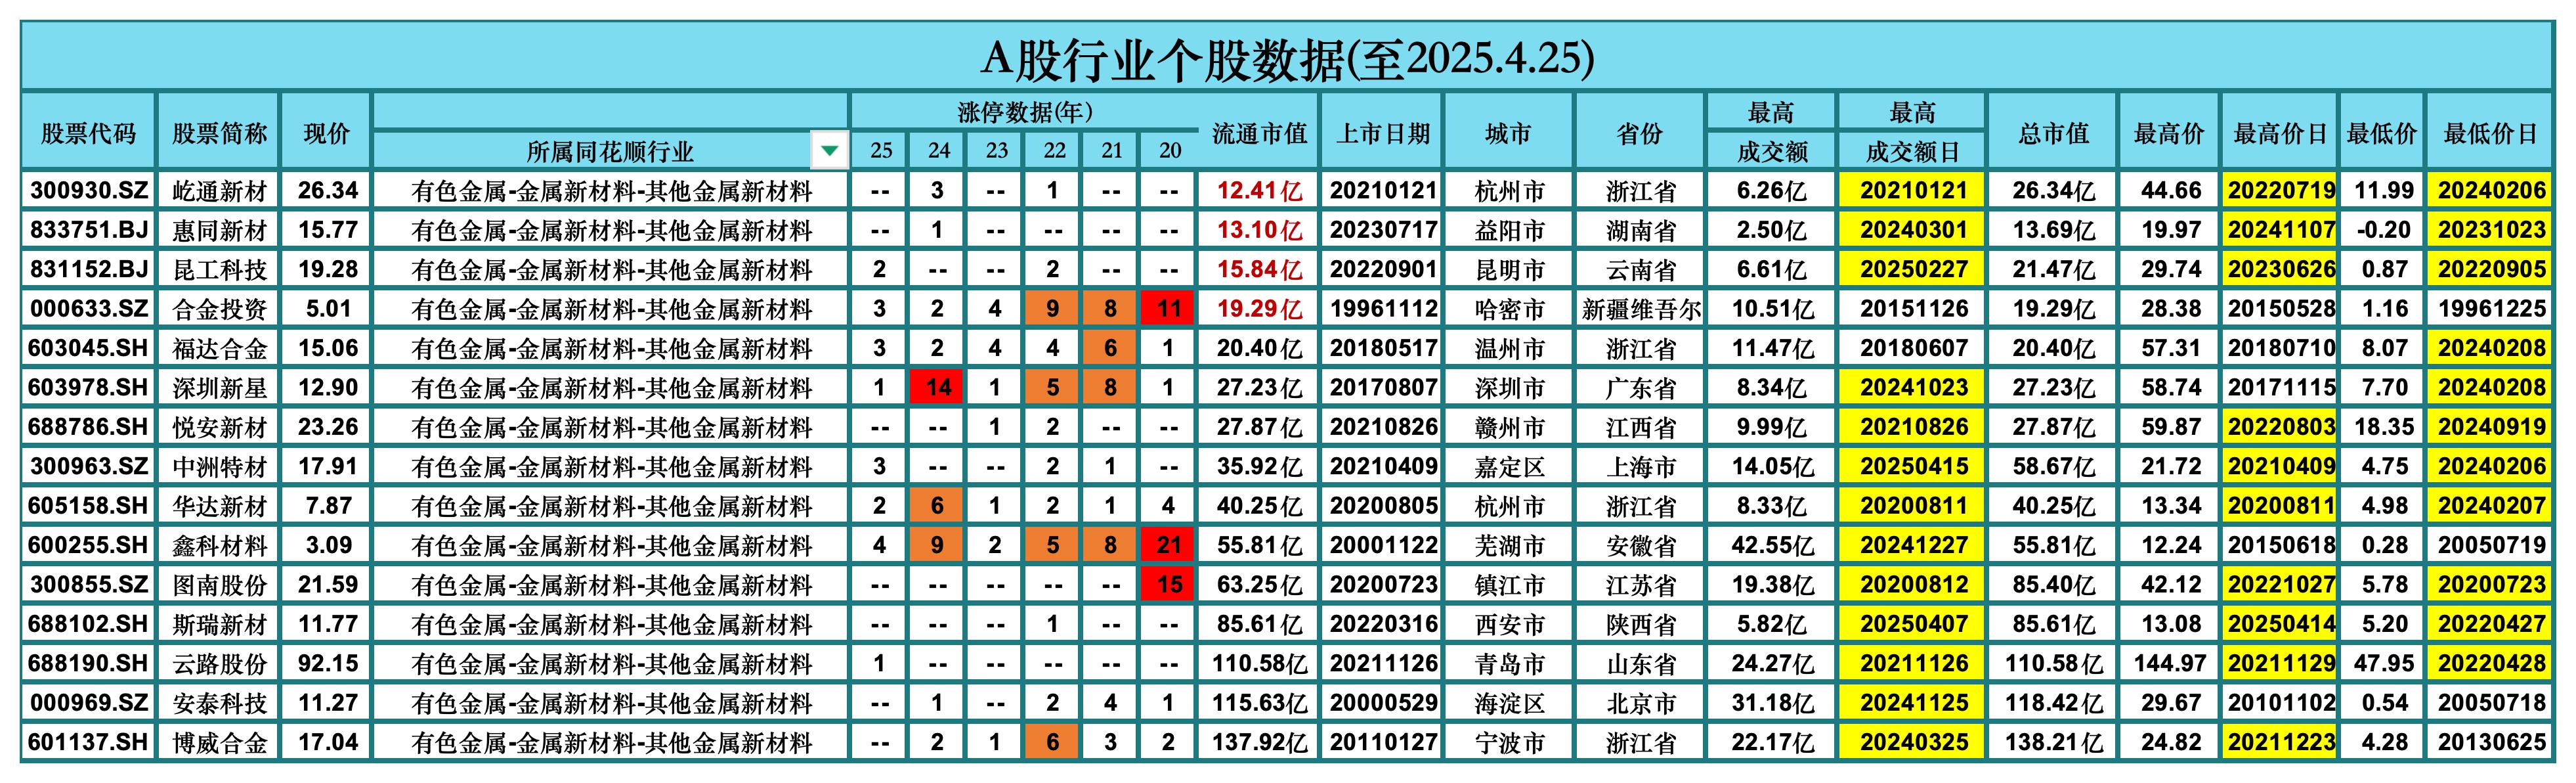 A股行业个股数据(至2025.4.25)
股票代码 股票简称 现价 所属同花顺行业 涨停数据(年) 25 24 23 22 21 20 流通市值 上市日期 城市 省份 最高成交额 最高成交额日 总市值 最高价 最高价日 最低价 最低价日
300930.SZ 屹通新材 26.34 有色金属-金属新材料-其他金属新材料 -- 3 -- 1 -- -- 12.41亿 20210121 杭州市 浙江省 6.26亿 20210121 26.34亿 44.66 20220719 11.99 20240206
833751.BJ 惠同新材 15.77 有色金属-金属新材料-其他金属新材料 -- 1 -- -- -- -- 13.10亿 20230717 益阳市 湖南省 2.50亿 20240301 13.69亿 19.97 20241107 -0.20 20231023
831152.BJ 昆工科技 19.28 有色金属-金属新材料-其他金属新材料 2 -- -- 2 -- -- 15.84亿 20220901 昆明市 云南省 6.61亿 20250227 21.47亿 29.74 20230626 0.87 20220905
000633.SZ 合金投资 5.01 有色金属-金属新材料-其他金属新材料 3 2 4 9 8 11 19.29亿 19961112 哈密市 新疆维吾尔 10.51亿 20151126 19.29亿 28.38 20150528 1.16 19961225
603045.SH 福达合金 15.06 有色金属-金属新材料-其他金属新材料 3 2 4 4 6 1 20.40亿 20180517 温州市 浙江省 11.47亿 20180607 20.40亿 57.31 20180710 8.07 20240208
603978.SH 深圳新星 12.90 有色金属-金属新材料-其他金属新材料 1 14 1 5 8 1 27.23亿 20170807 深圳市 广东省 8.34亿 20241023 27.23亿 58.74 20171115 7.70 20240208
688786.SH 悦安新材 23.26 有色金属-金属新材料-其他金属新材料 -- -- 1 2 -- -- 27.87亿 20210826 赣州市 江西省 9.99亿 20210826 27.87亿 59.87 20220803 18.35 20240919
300963.SZ 中洲特材 17.91 有色金属-金属新材料-其他金属新材料 3 -- -- 2 1 -- 35.92亿 20210409 嘉定区 上海市 14.05亿 20250415 58.67亿 21.72 20210409 4.75 20240206
605158.SH 华达新材 7.87 有色金属-金属新材料-其他金属新材料 2 6 1 2 1 4 40.25亿 20200805 杭州市 浙江省 8.33亿 20200811 40.25亿 13.34 20200811 4.98 20240207
600255.SH 鑫科材料 3.09 有色金属-金属新材料-其他金属新材料 4 9 2 5 8 21 55.81亿 20001122 芜湖市 安徽省 42.55亿 20241227 55.81亿 12.24 20150618 0.28 20050719
300855.SZ 图南股份 21.59 有色金属-金属新材料-其他金属新材料 -- -- -- -- -- 15 63.25亿 20200723 镇江市 江苏省 19.38亿 20200812 85.40亿 42.12 20221027 5.78 20200723
688102.SH 斯瑞新材 11.77 有色金属-金属新材料-其他金属新材料 -- -- -- 1 -- -- 85.61亿 20220316 西安市 陕西省 5.82亿 20250407 85.61亿 13.08 20250414 5.20 20220427
688190.SH 云路股份 92.15 有色金属-金属新材料-其他金属新材料 1 -- -- -- -- -- 110.58亿 20211126 青岛市 山东省 24.27亿 20211126 110.58亿 144.97 20211129 47.95 20220428
000969.SZ 安泰科技 11.27 有色金属-金属新材料-其他金属新材料 -- 1 -- 2 4 1 115.63亿 20000529 海淀区 北京市 31.18亿 20241125 118.42亿 29.67 20101102 0.54 20050718
601137.SH 博威合金 17.04 有色金属-金属新材料-其他金属新材料 -- 2 1 6 3 2 137.92亿 20110127 宁波市 浙江省 22.17亿 20240325 138.21亿 24.82 20211223 4.28 20130625